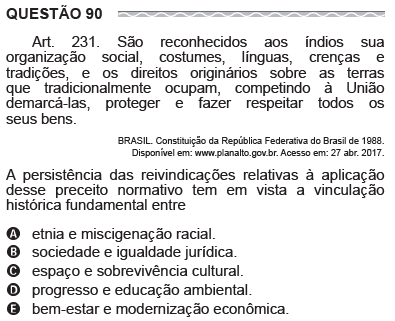 QUESTÃO 90
Art. 231. São reconhecidos aos índios sua
organização social, costumes, línguas, crenças e
tradições, e os direitos originários sobre as terras
que tradicionalmente ocupam, competindo à União
demarcá-las, proteger e fazer respeitar todos os
seus bens.
BRASIL. Constituição da República Federativa do Brasil de 1988.
Disponível em: www.planalto.gov.br. Acesso em: 27 abr. 2017.
A persistência das reivindicações relativas à aplicação
desse preceito normativo tem em vista a vinculação
histórica fundamental entre
A etnia e miscigenação racial.
B sociedade e igualdade jurídica.
C espaço e sobrevivência cultural.
D progresso e educação ambiental.
E bem-estar e modernização econômica.